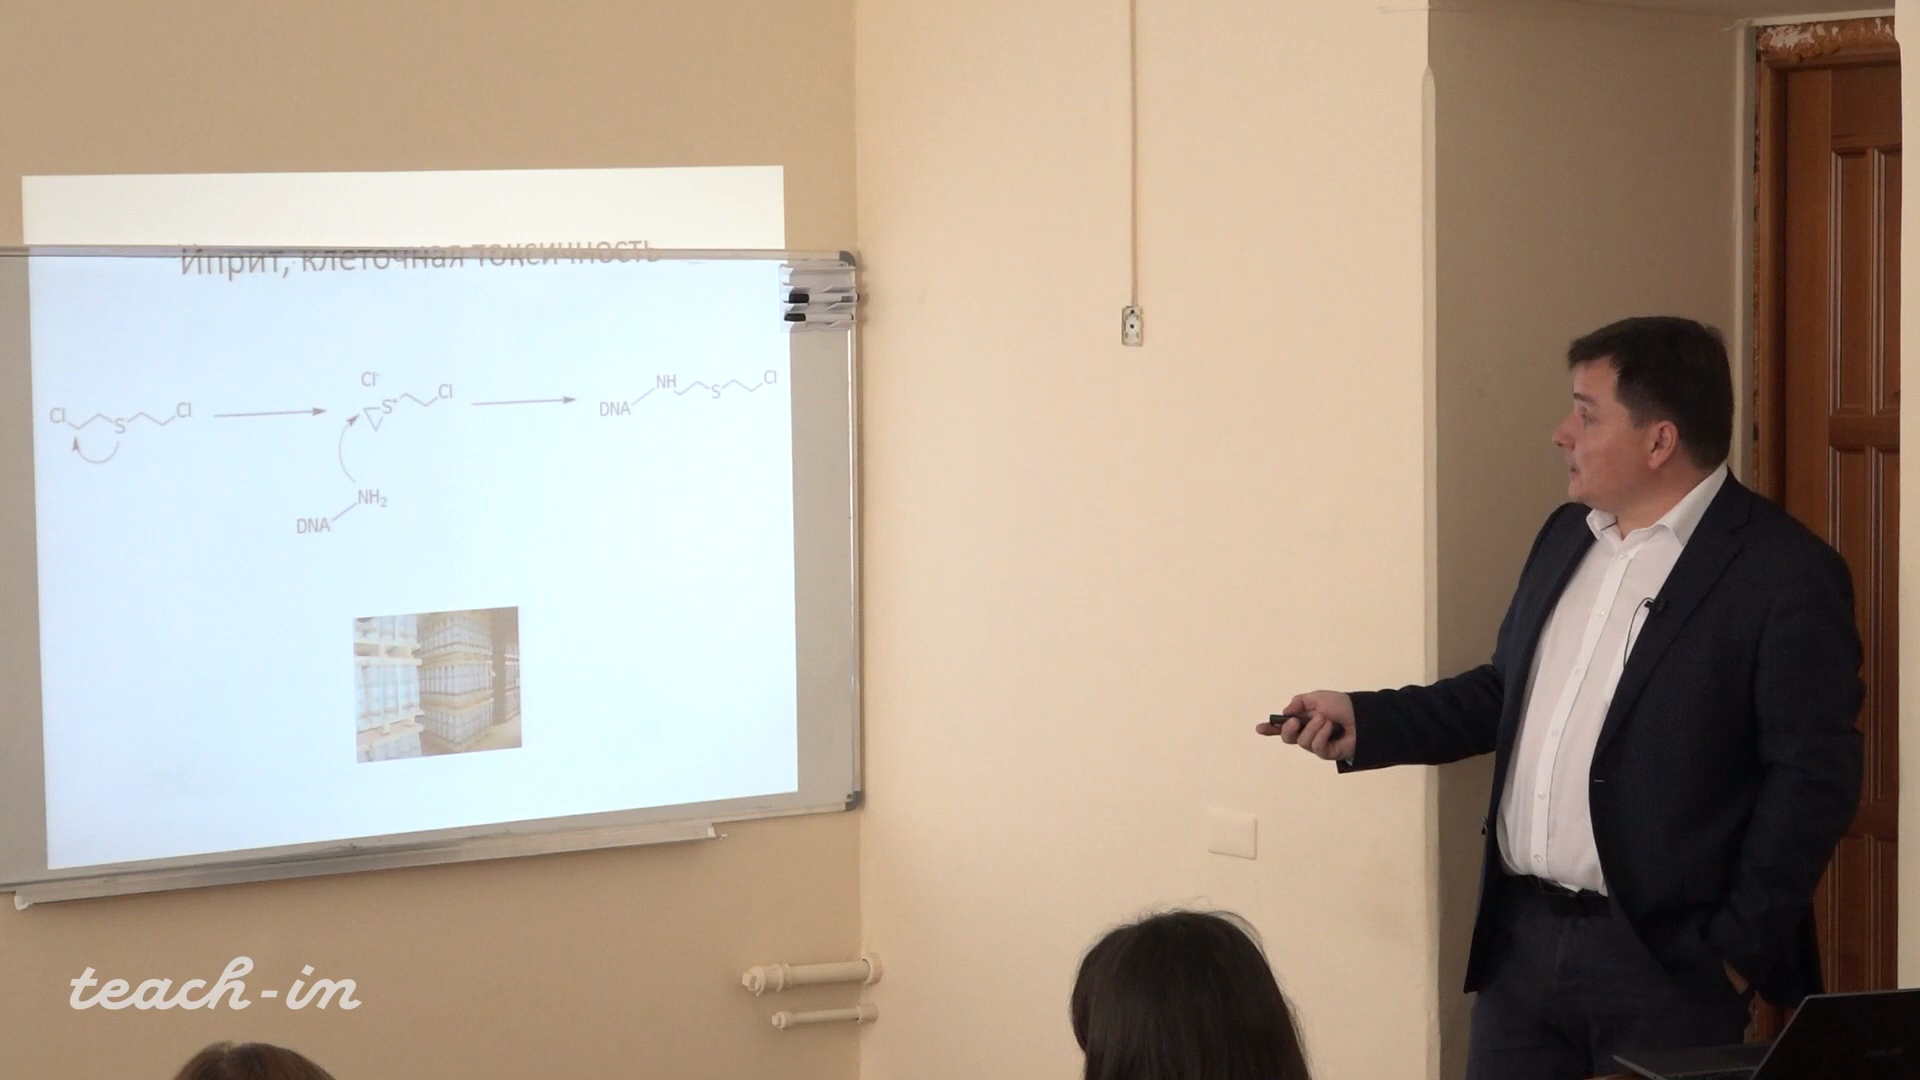 Иприт, клеточная токсичность
Cl S Cl
Cl⁻
S⁺ Cl
DNA NH₂
DNA NH S Cl
teach-in